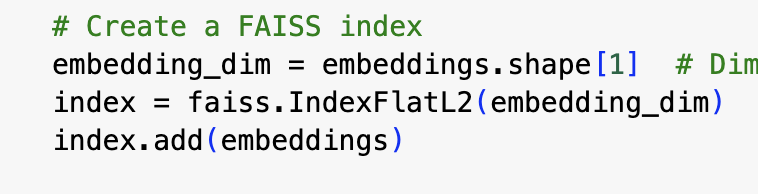 # Create a FAISS index
embedding_dim = embeddings.shape[1]  # Dim
index = faiss.IndexFlatL2(embedding_dim)
index.add(embeddings)